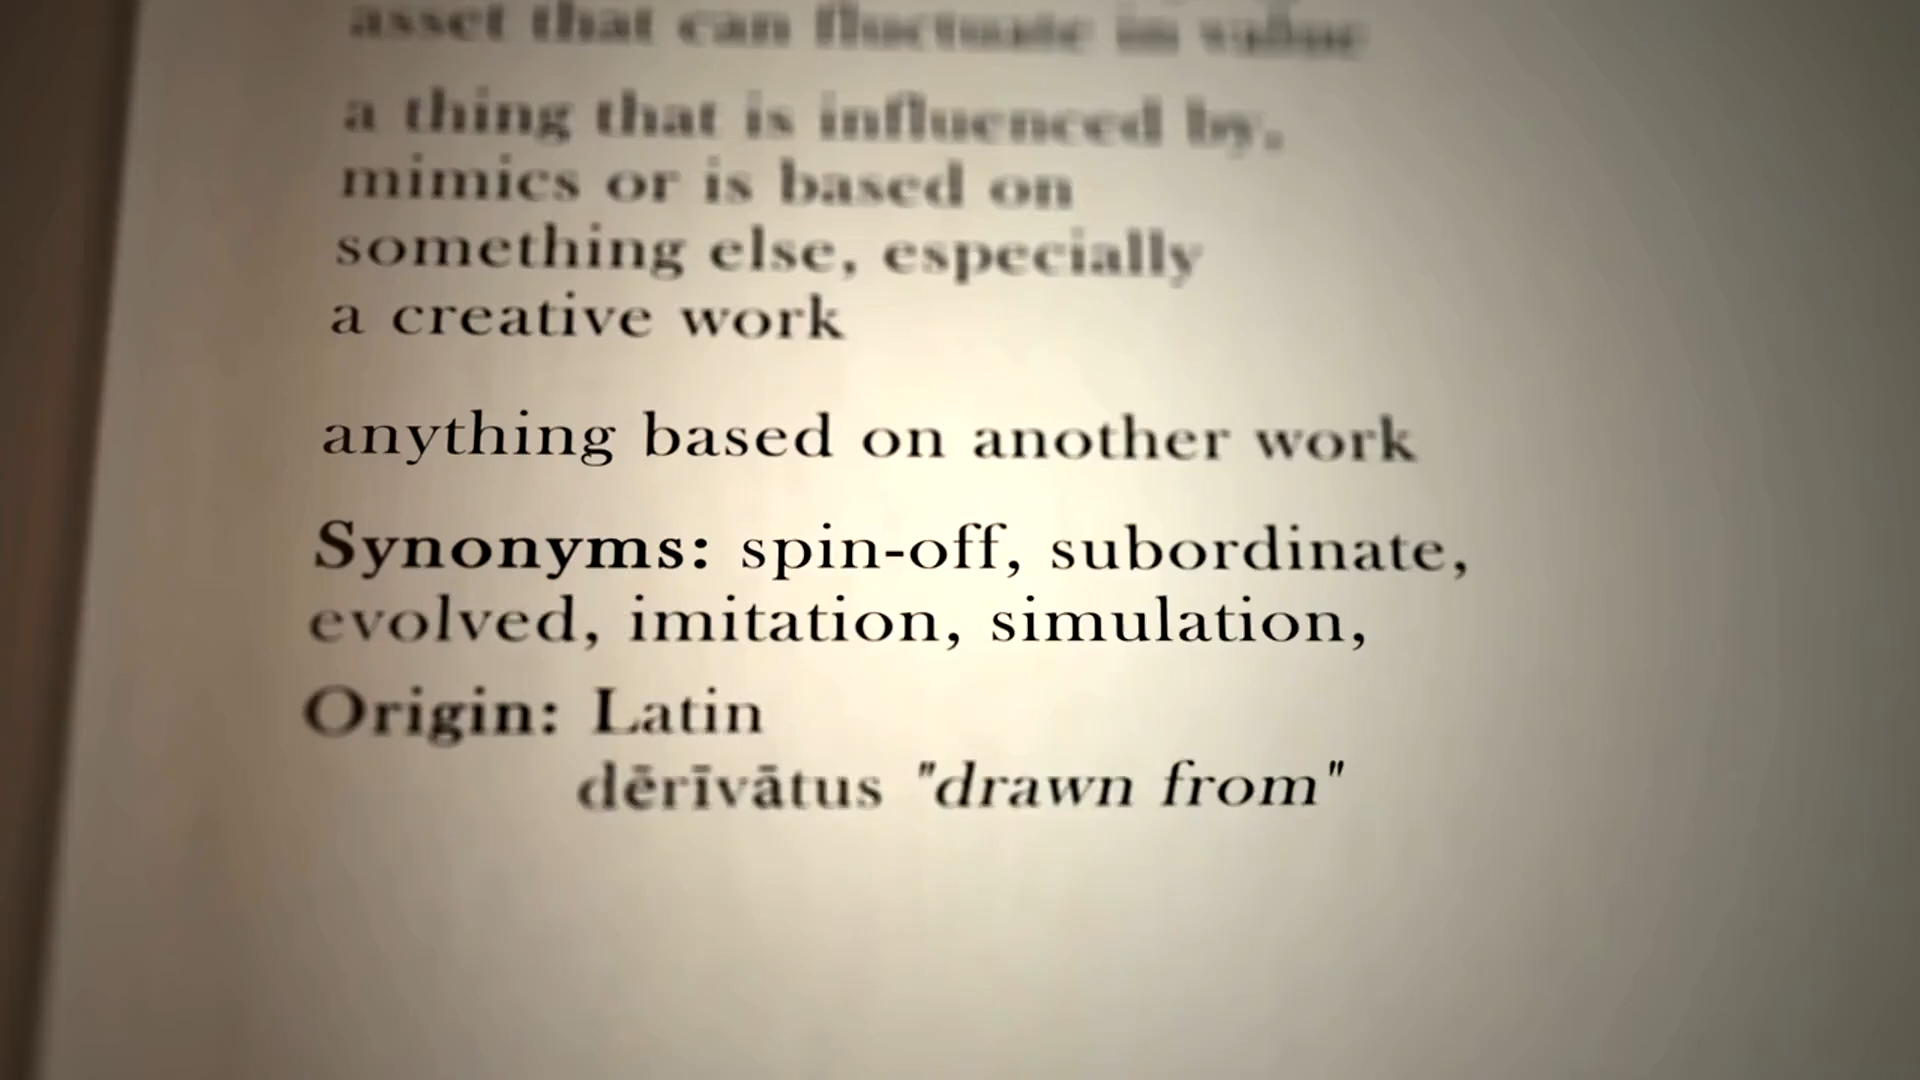 asset that can fluctuate in value
a thing that is influenced by,
mimics or is based on
something else, especially
a creative work
anything based on another work
Synonyms: spin-off, subordinate,
evolved, imitation, simulation,
Origin: Latin
dērīvātus "drawn from"